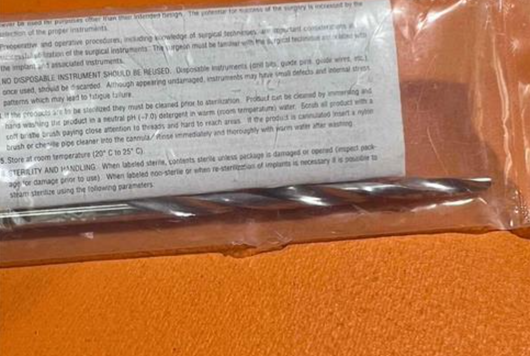 be used for purposes other than their intended design. The potential for success of the surgery is increased by the
selection of the proper instruments.
Preoperative and operative procedures, including knowledge of surgical techniques, are important considerations in
utilization of the surgical instruments. The surgeon must be familiar with the surgical technique associated with
the implant and associated instruments.
NO DISPOSABLE INSTRUMENT SHOULD BE REUSED. Disposable instruments (drill bits, guide pins, guide wires, etc.)
once used, should be discarded. Although appearing undamaged, instruments may have small defects and internal stress
patterns which may lead to fatigue failure.
If the products are to be sterilized they must be cleaned prior to sterilization. Product can be cleaned by immersing and
hand washing the product in a neutral pH (~7.0) detergent in warm (room temperature) water. Scrub all product with a
soft bristle brush paying close attention to threads and hard to reach areas. If the product is cannulated insert a nylon
brush or chenille pipe cleaner into the cannula. Rinse immediately and thoroughly with warm water after washing.
5. Store at room temperature (20° C to 25° C).
STERILITY AND HANDLING. When labeled sterile, contents sterile unless package is damaged or opened (inspect pack-
age for damage prior to use). When labeled non-sterile or when re-sterilization of implants is necessary it is possible to
steam sterilize using the following parameters.